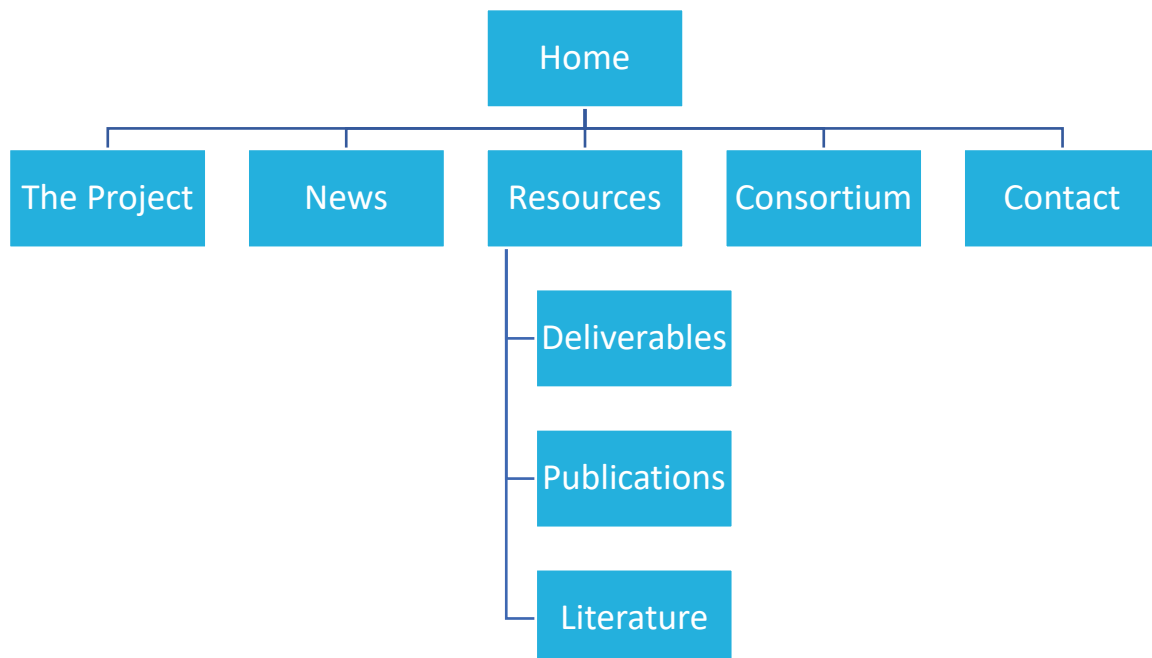 Home
The Project
News
Resources
Consortium
Contact
Deliverables
Publications
Literature